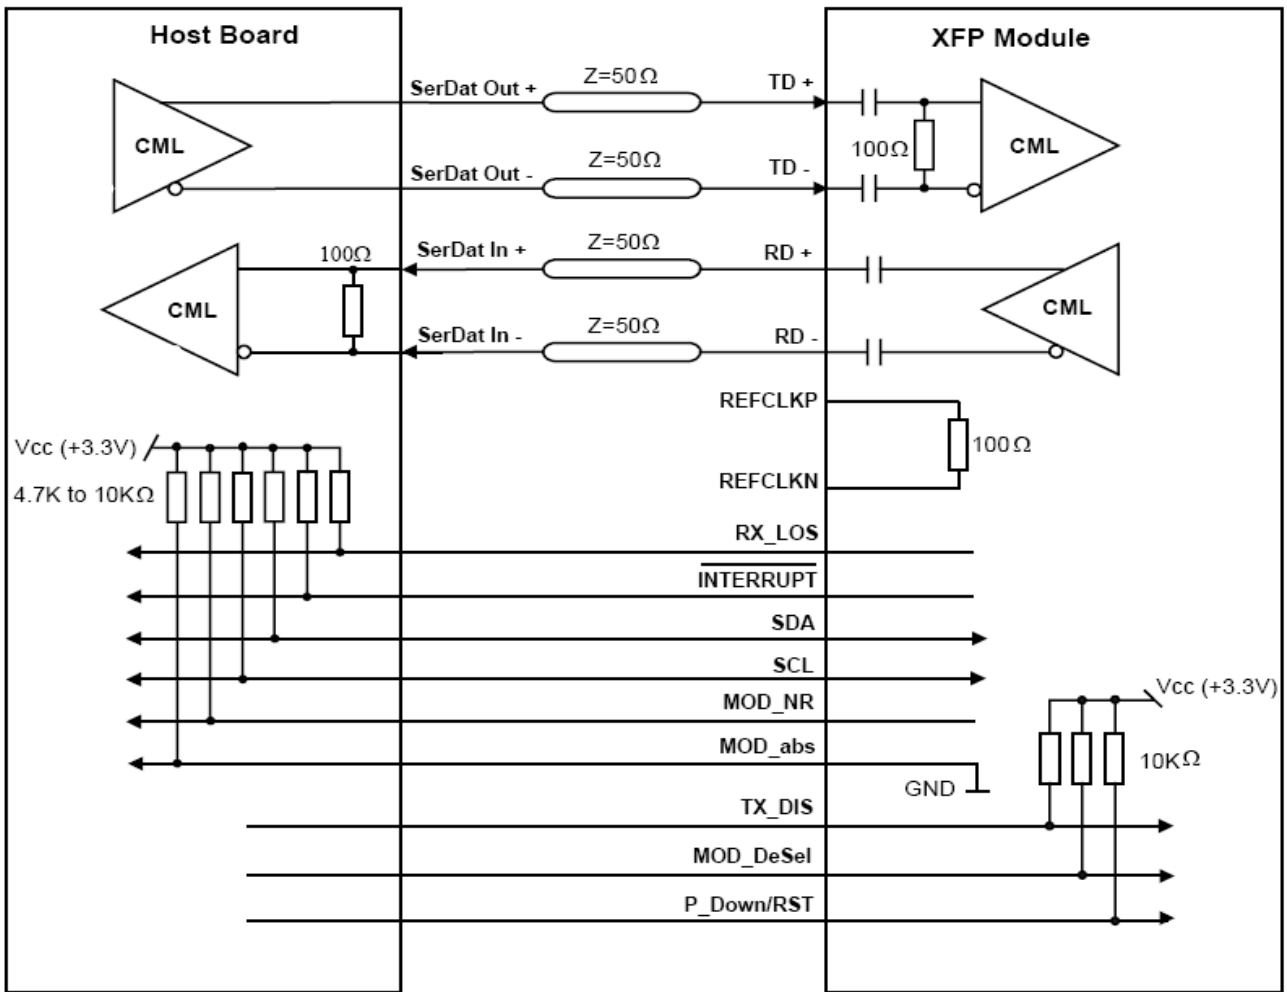 Host Board
XFP Module
SerDat Out +
Z=50Ω
TD +
CML
100Ω
CML
SerDat Out -
Z=50Ω
TD -
100Ω
SerDat In +
Z=50Ω
RD +
CML
CML
SerDat In -
Z=50Ω
RD -
REFCLKP
Vcc (+3.3V)
100Ω
4.7K to 10KΩ
REFCLKN
RX_LOS
INTERRUPT
SDA
SCL
Vcc (+3.3V)
MOD_NR
MOD_abs
10KΩ
GND
TX_DIS
MOD_DeSel
P_Down/RST